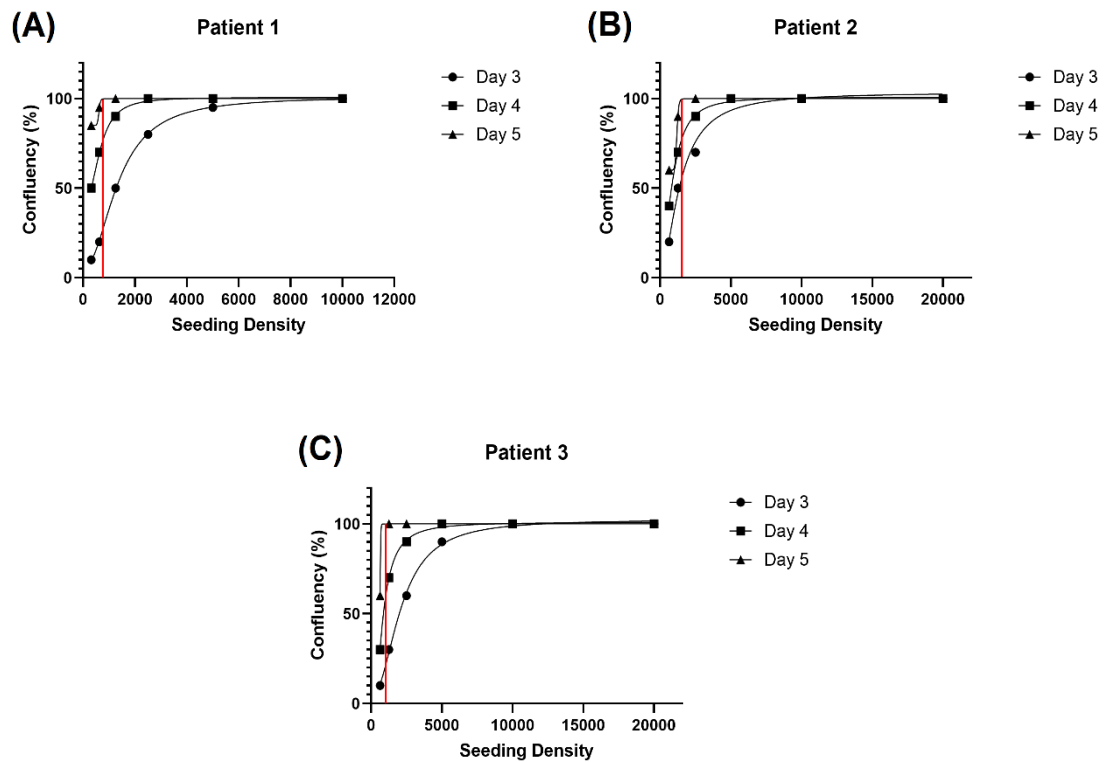 (A)
Patient 1
Confluency (%)
100
50
0
0 2000 4000 6000 8000 10000 12000
Seeding Density
Day 3
Day 4
Day 5
(B)
Patient 2
Confluency (%)
100
50
0
0 5000 10000 15000 20000
Seeding Density
Day 3
Day 4
Day 5
(C)
Patient 3
Confluency (%)
100
50
0
0 5000 10000 15000 20000
Seeding Density
Day 3
Day 4
Day 5